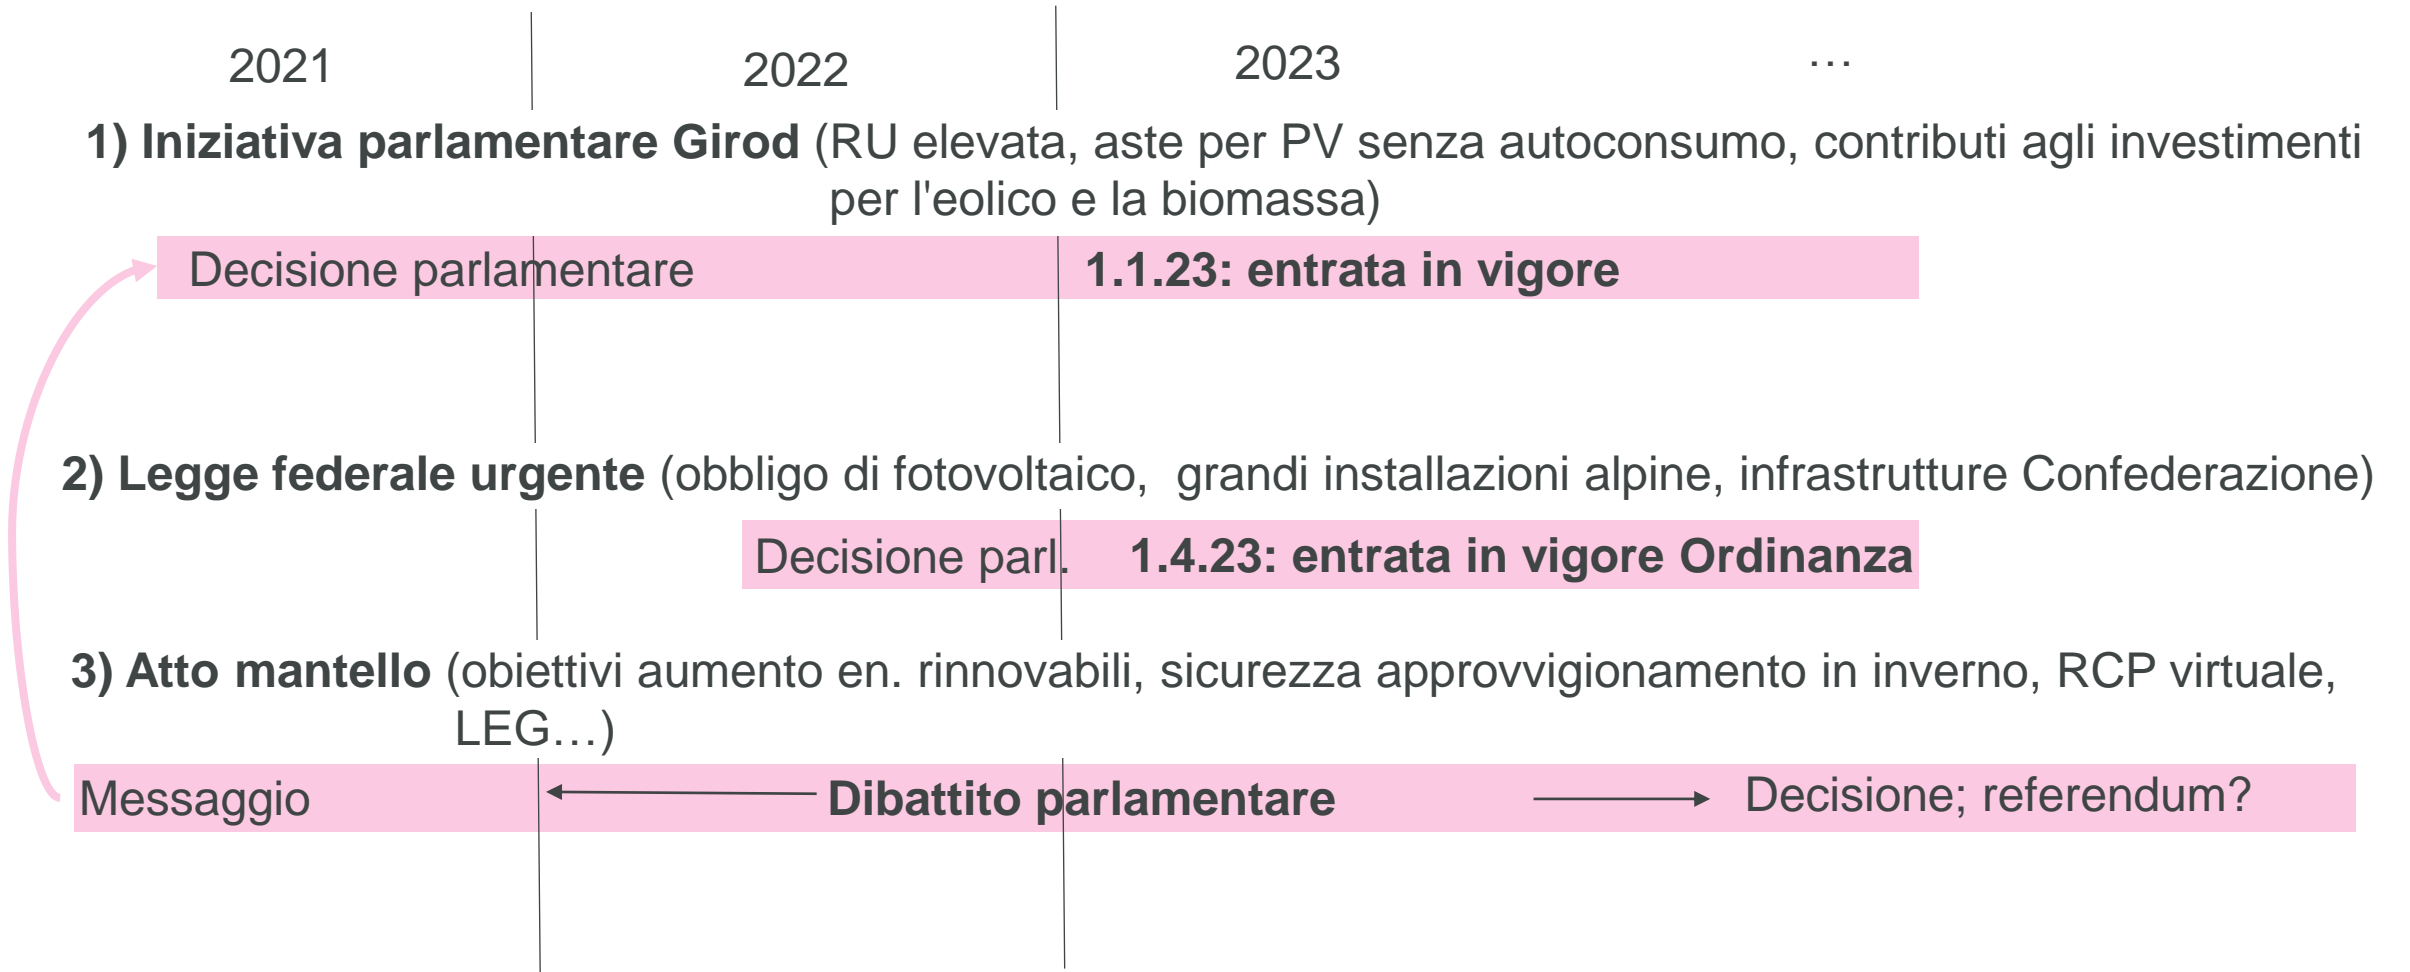 2021 2022 2023 …
1) Iniziativa parlamentare Girod (RU elevata, aste per PV senza autoconsumo, contributi agli investimenti
per l'eolico e la biomassa)
Decisione parlamentare 1.1.23: entrata in vigore
2) Legge federale urgente (obbligo di fotovoltaico, grandi installazioni alpine, infrastrutture Confederazione)
Decisione parl. 1.4.23: entrata in vigore Ordinanza
3) Atto mantello (obiettivi aumento en. rinnovabili, sicurezza approvvigionamento in inverno, RCP virtuale,
LEG…)
Messaggio Dibattito parlamentare Decisione; referendum?